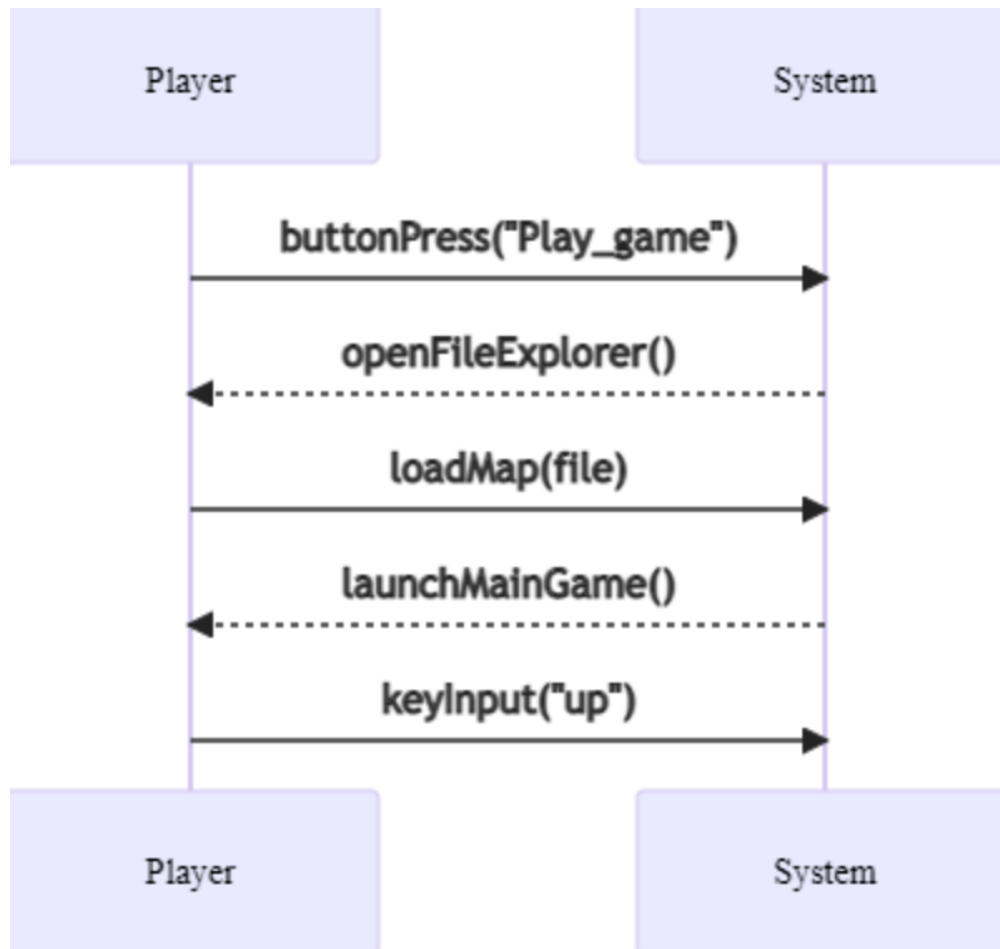 Player
System
buttonPress("Play_game")
openFileExplorer()
loadMap(file)
launchMainGame()
keyInput("up")
Player
System